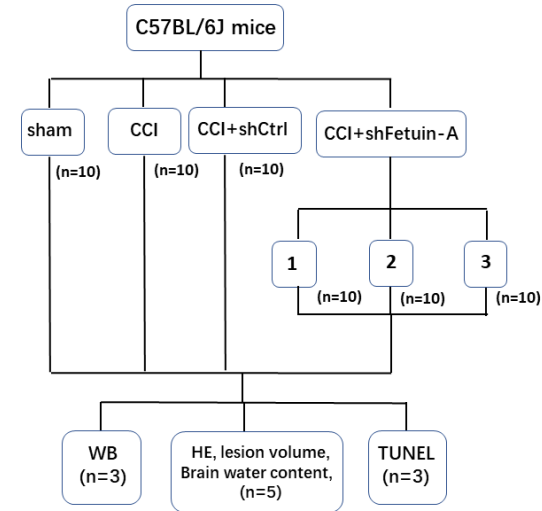 C57BL/6J mice
sham
CCI
CCI+shCtrl
CCI+shFetuin-A
(n=10)
(n=10)
(n=10)
1
2
3
(n=10)
(n=10)
(n=10)
WB
(n=3)
HE, lesion volume,
Brain water content,
(n=5)
TUNEL
(n=3)